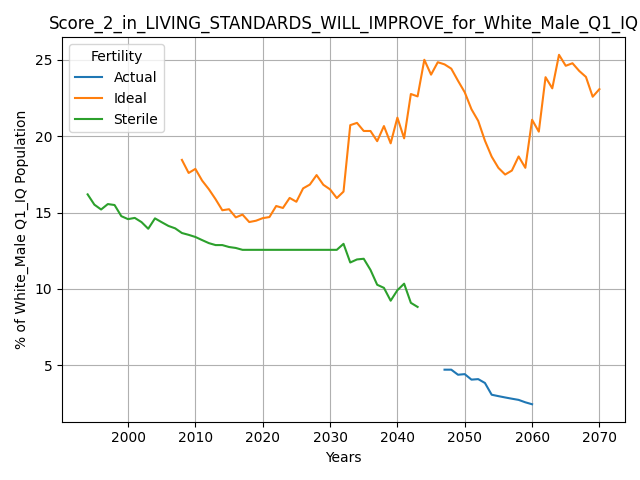 Score_2_in_LIVING_STANDARDS_WILL_IMPROVE_for_White_Male_Q1_IQ
Fertility
Actual
Ideal
Sterile
25
20
15
10
5
% of White_Male Q1_IQ Population
2000 2010 2020 2030 2040 2050 2060 2070
Years